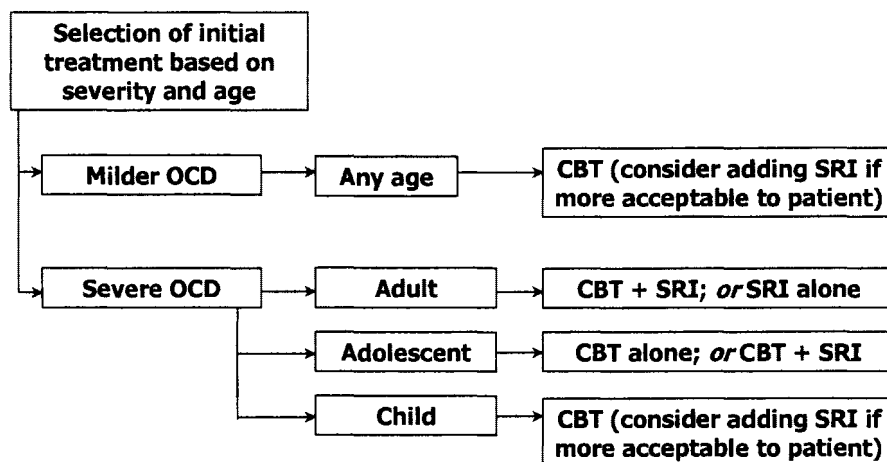 Selection of initial
treatment based on
severity and age
Milder OCD
Any age
CBT (consider adding SRI if
more acceptable to patient)
Severe OCD
Adult
CBT + SRI; or SRI alone
Adolescent
CBT alone; or CBT + SRI
Child
CBT (consider adding SRI if
more acceptable to patient)